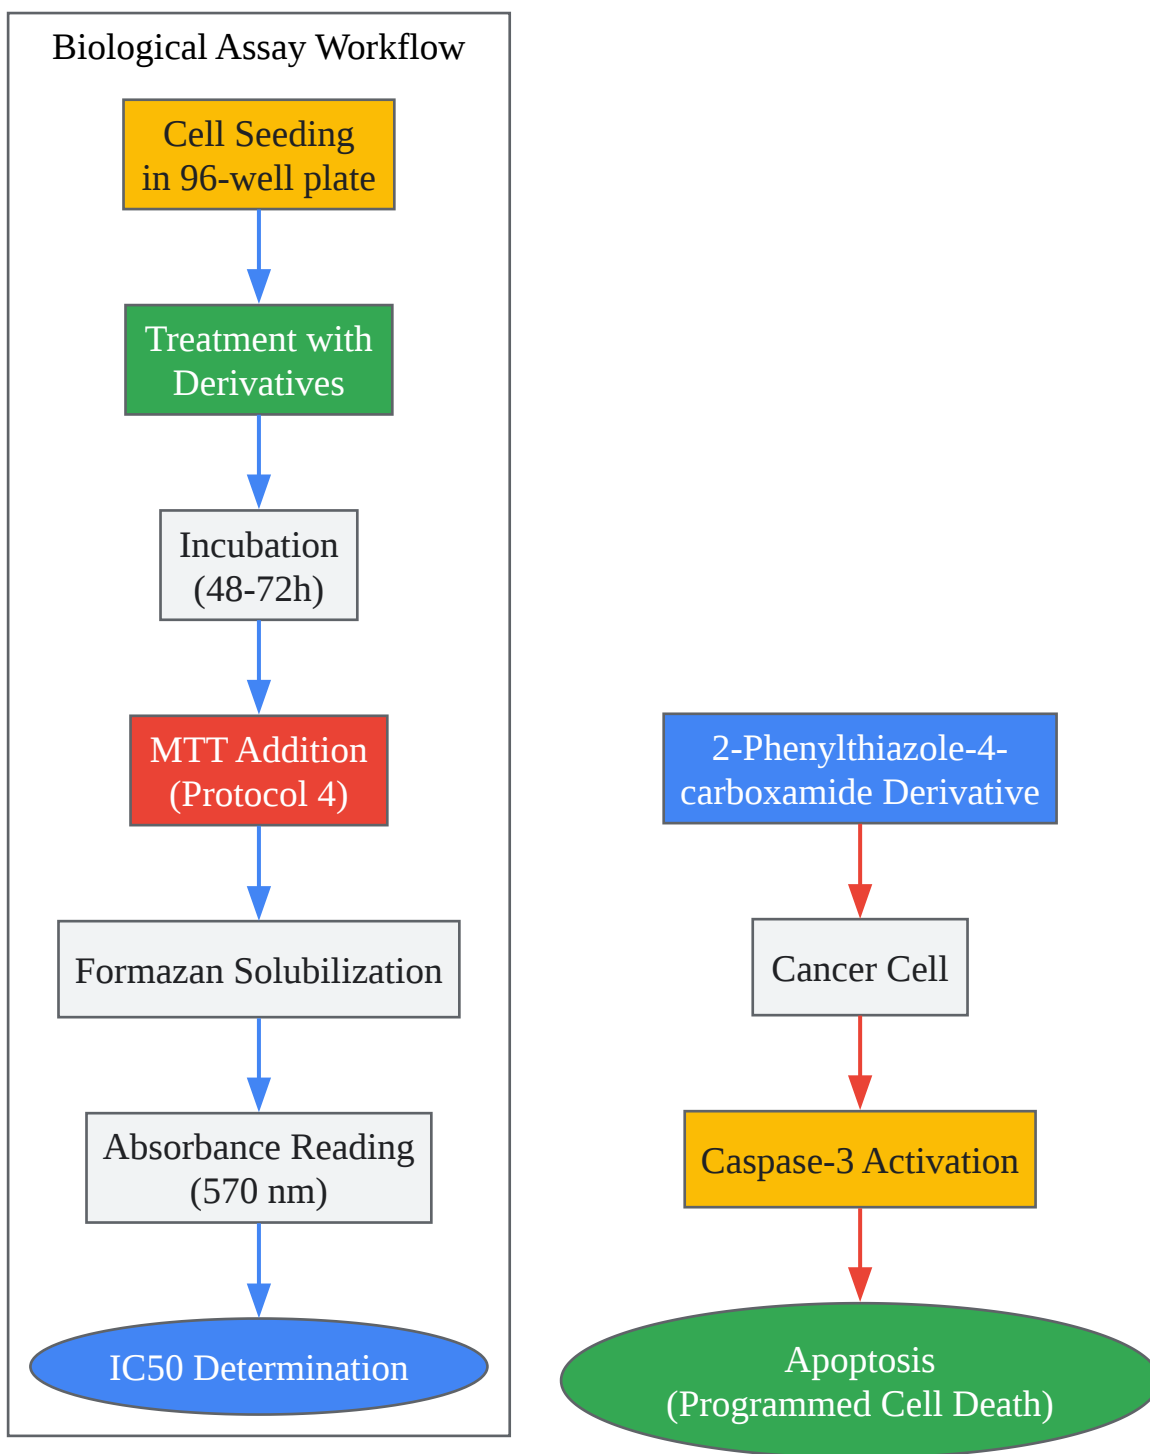 Biological Assay Workflow
Cell Seeding
in 96-well plate
Treatment with
Derivatives
Incubation
(48-72h)
MTT Addition
(Protocol 4)
Formazan Solubilization
Absorbance Reading
(570 nm)
IC50 Determination
2-Phenylthiazole-4-
carboxamide Derivative
Cancer Cell
Caspase-3 Activation
Apoptosis
(Programmed Cell Death)